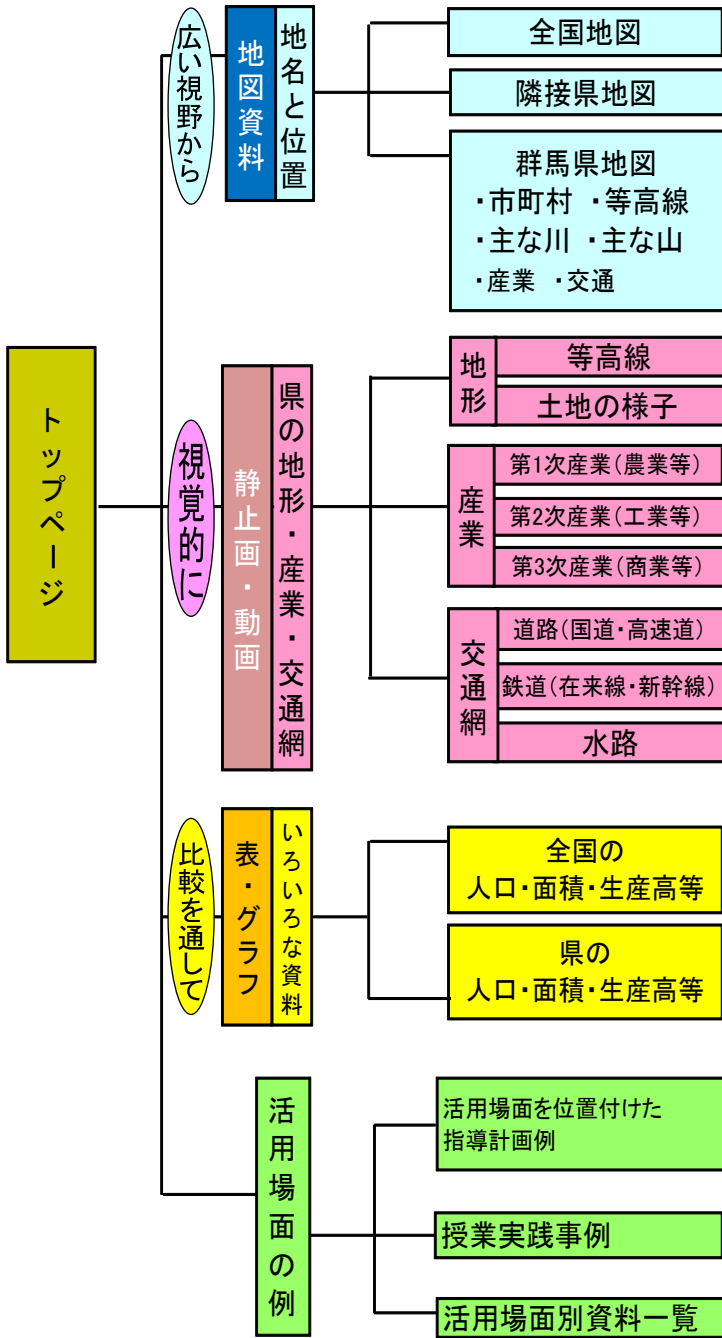 トップページ
広い視野から
地図資料
地名と位置
全国地図
隣接県地図
群馬県地図
・市町村 ・等高線
・主な川 ・主な山
・産業 ・交通
視覚的に
静止画・動画
県の地形・産業・交通網
地形
等高線
土地の様子
産業
第1次産業(農業等)
第2次産業(工業等)
第3次産業(商業等)
交通網
道路(国道・高速道)
鉄道(在来線・新幹線)
水路
比較を通して
表・グラフ
いろいろな資料
全国の
人口・面積・生産高等
県の
人口・面積・生産高等
活用場面の例
活用場面を位置付けた
指導計画例
授業実践事例
活用場面別資料一覧